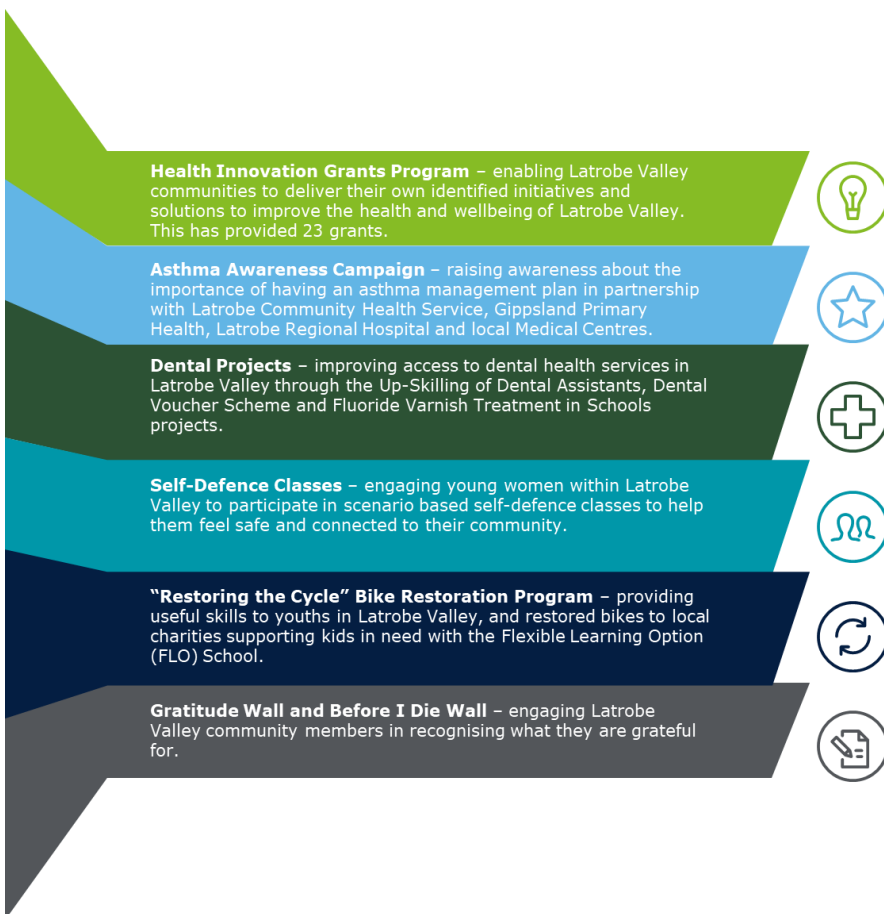 Health Innovation Grants Program – enabling Latrobe Valley
communities to deliver their own identified initiatives and
solutions to improve the health and wellbeing of Latrobe Valley.
This has provided 23 grants.
Asthma Awareness Campaign – raising awareness about the
importance of having an asthma management plan in partnership
with Latrobe Community Health Service, Gippsland Primary
Health, Latrobe Regional Hospital and local Medical Centres.
Dental Projects – improving access to dental health services in
Latrobe Valley through the Up-Skilling of Dental Assistants, Dental
Voucher Scheme and Fluoride Varnish Treatment in Schools
projects.
Self-Defence Classes – engaging young women within Latrobe
Valley to participate in scenario based self-defence classes to help
them feel safe and connected to their community.
“Restoring the Cycle” Bike Restoration Program – providing
useful skills to youths in Latrobe Valley, and restored bikes to local
charities supporting kids in need with the Flexible Learning Option
(FLO) School.
Gratitude Wall and Before I Die Wall – engaging Latrobe
Valley community members in recognising what they are grateful
for.